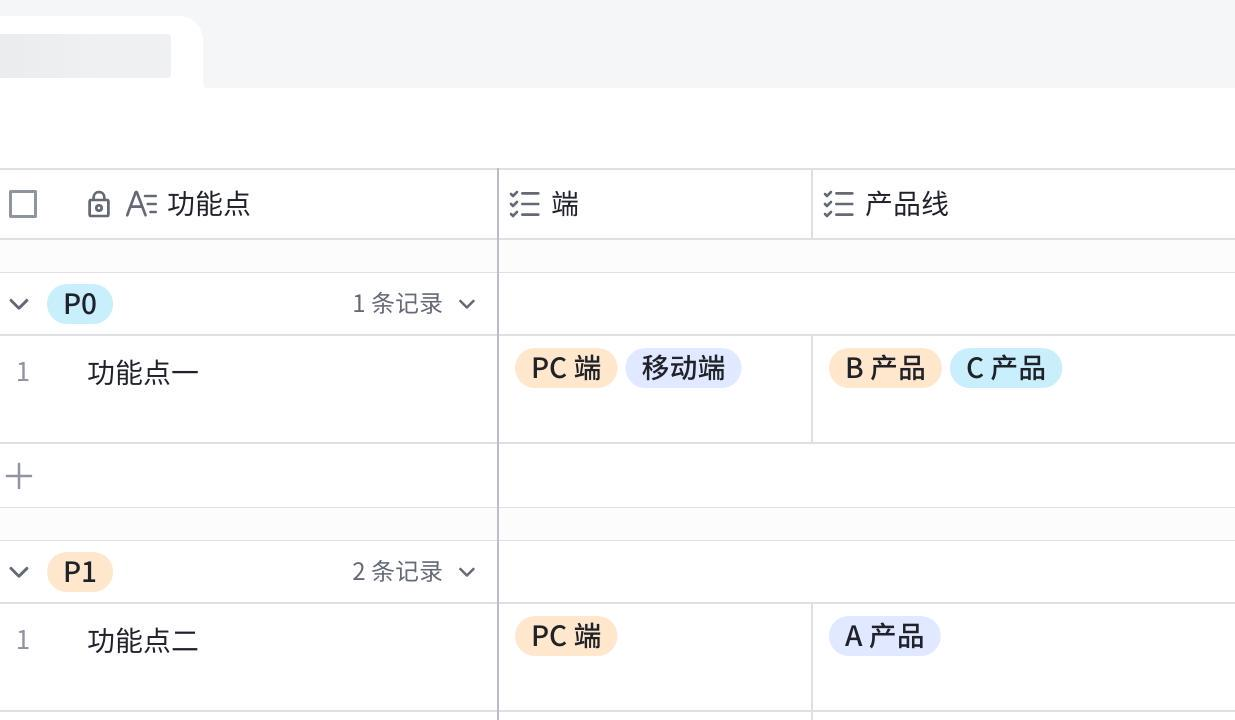 功能点 端 产品线
P0 1 条记录
1 功能点一 PC 端 移动端 B 产品 C 产品
P1 2 条记录
1 功能点二 PC 端 A 产品